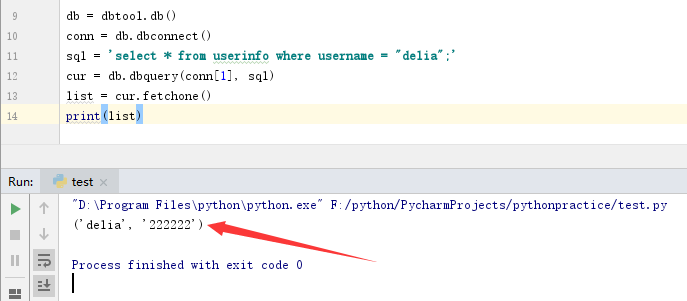 9 db = dbtool.db()
10 conn = db.dbconnect()
11 sql = 'select * from userinfo where username = "delia";'
12 cur = db.dbquery(conn[1], sql)
13 list = cur.fetchone()
14 print(list)
Run: test
"D:\Program Files\python\python.exe" F:/python/PycharmProjects/pythonpractice/test.py
('delia', '222222')
Process finished with exit code 0